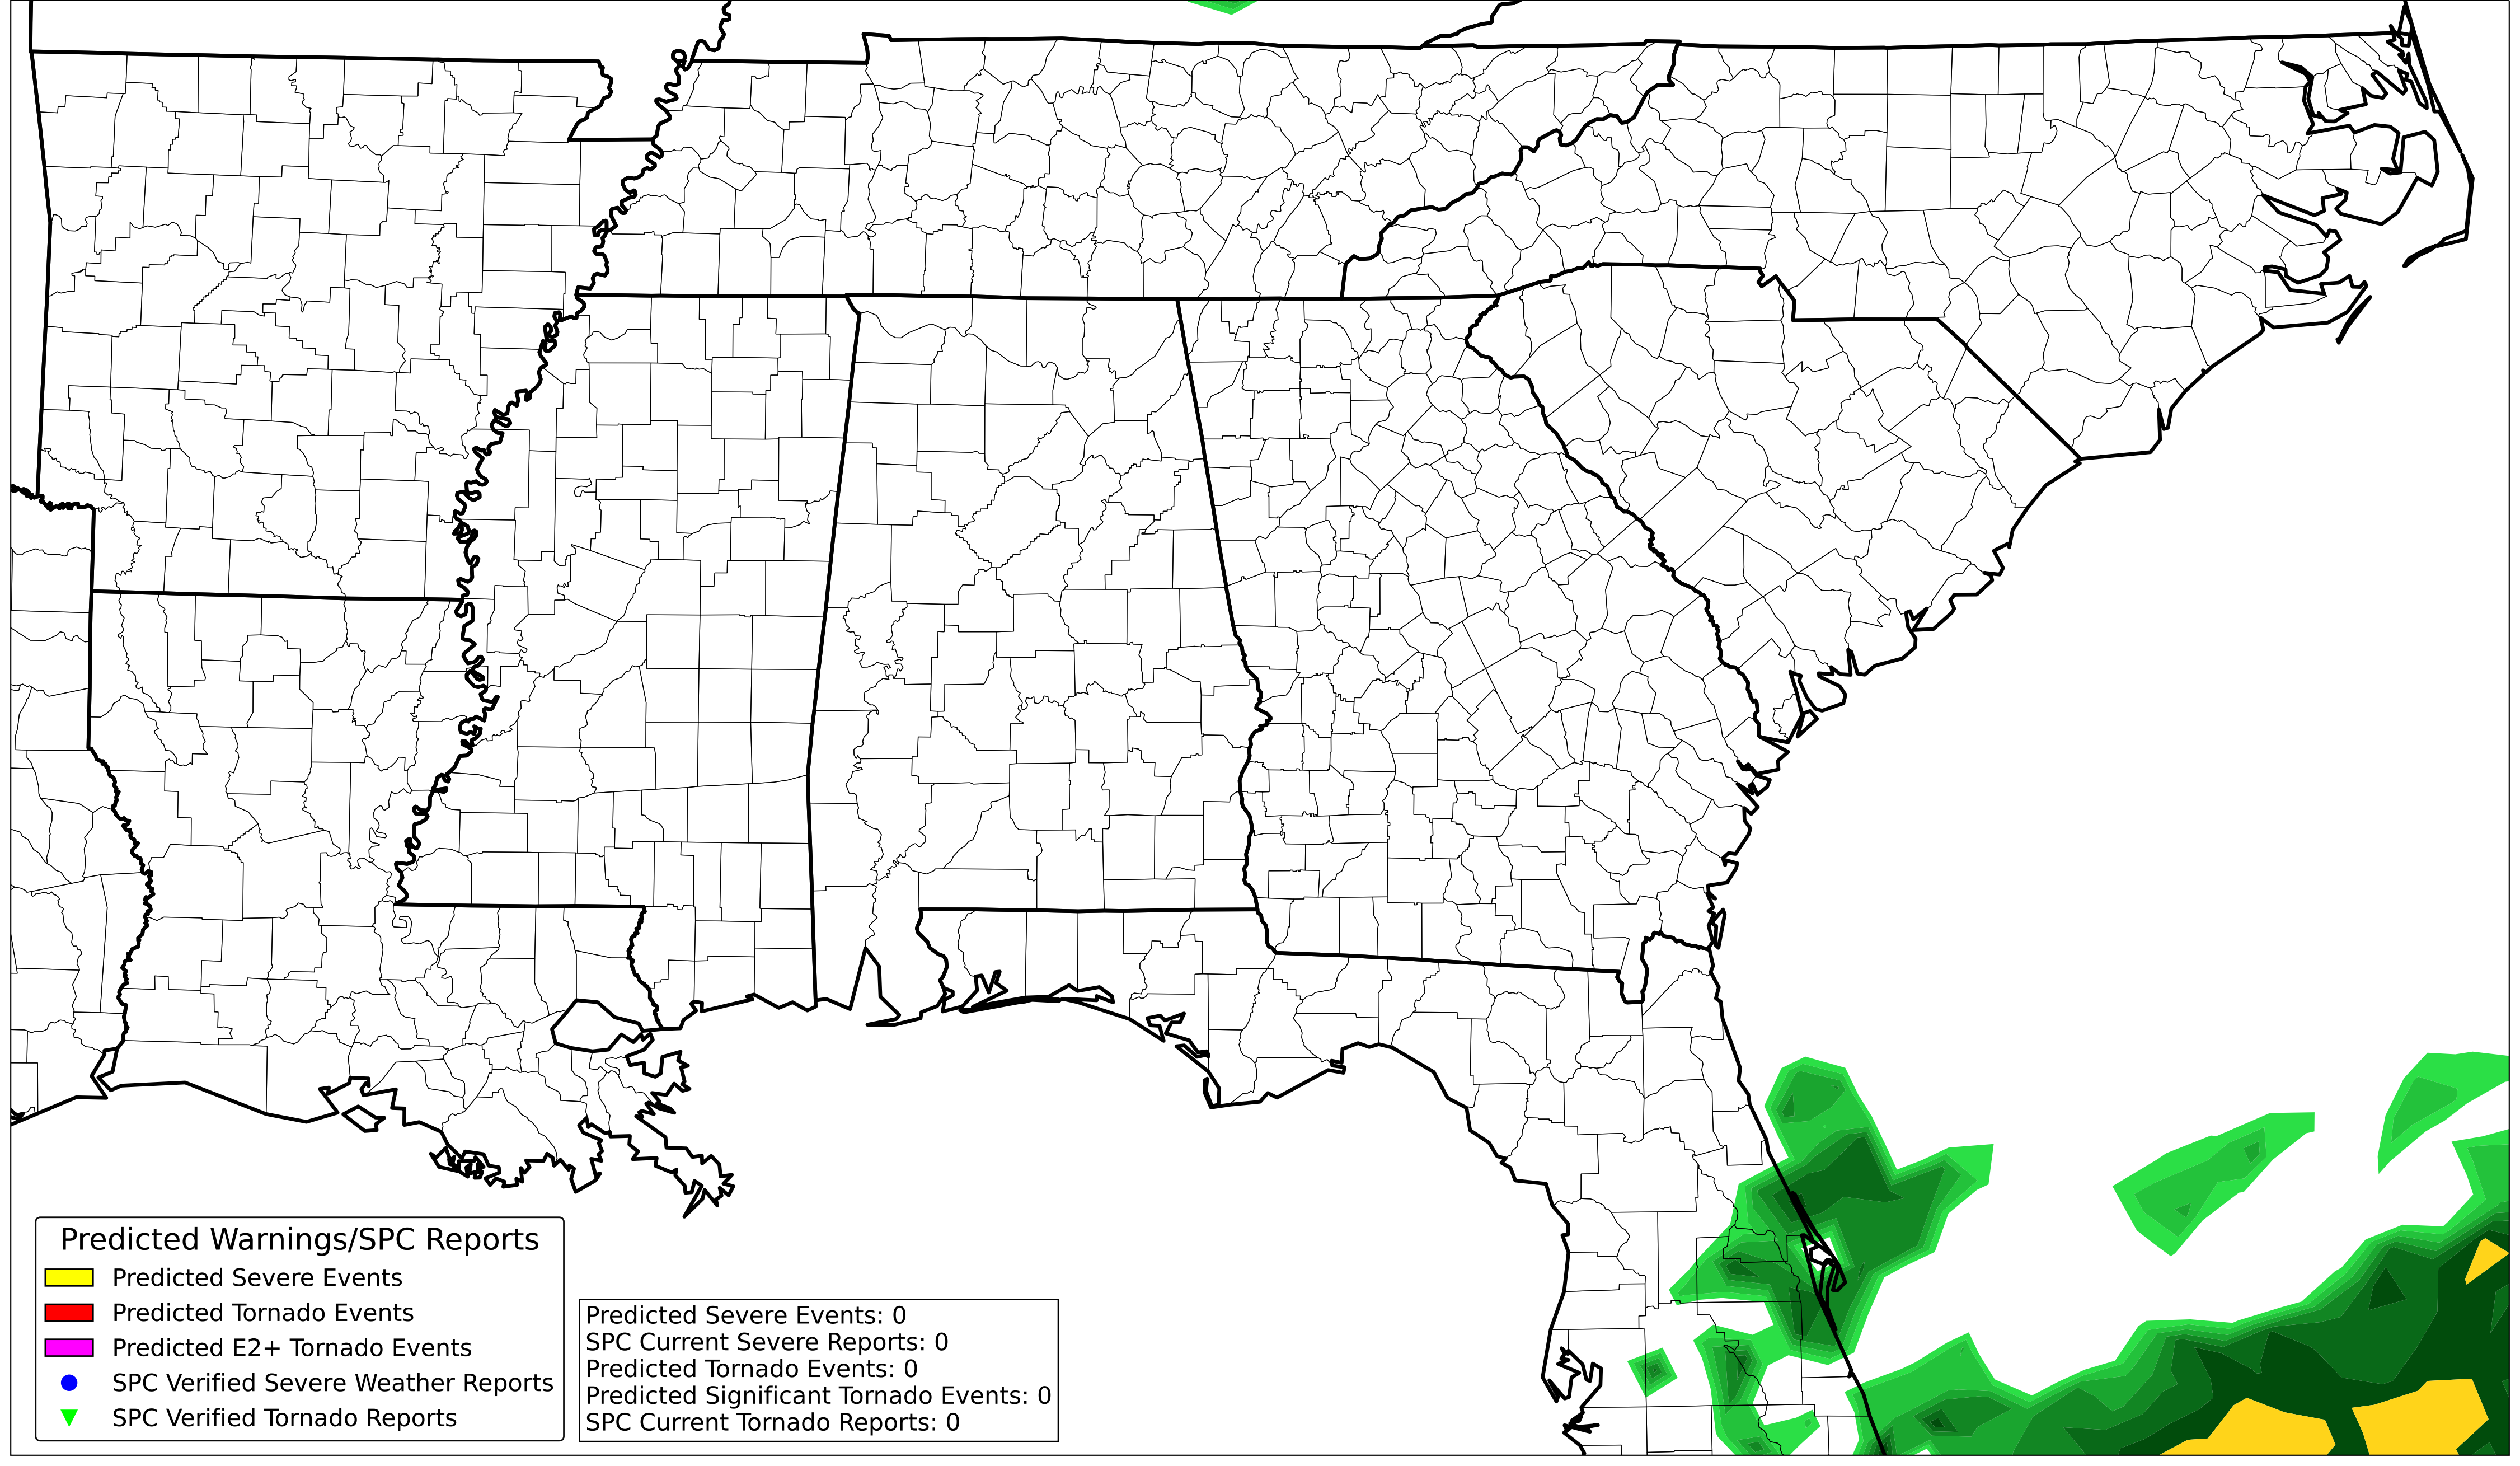 Predicted Warnings/SPC Reports
Predicted Severe Events
Predicted Tornado Events
Predicted E2+ Tornado Events
SPC Verified Severe Weather Reports
SPC Verified Tornado Reports
Predicted Severe Events: 0
SPC Current Severe Reports: 0
Predicted Tornado Events: 0
Predicted Significant Tornado Events: 0
SPC Current Tornado Reports: 0